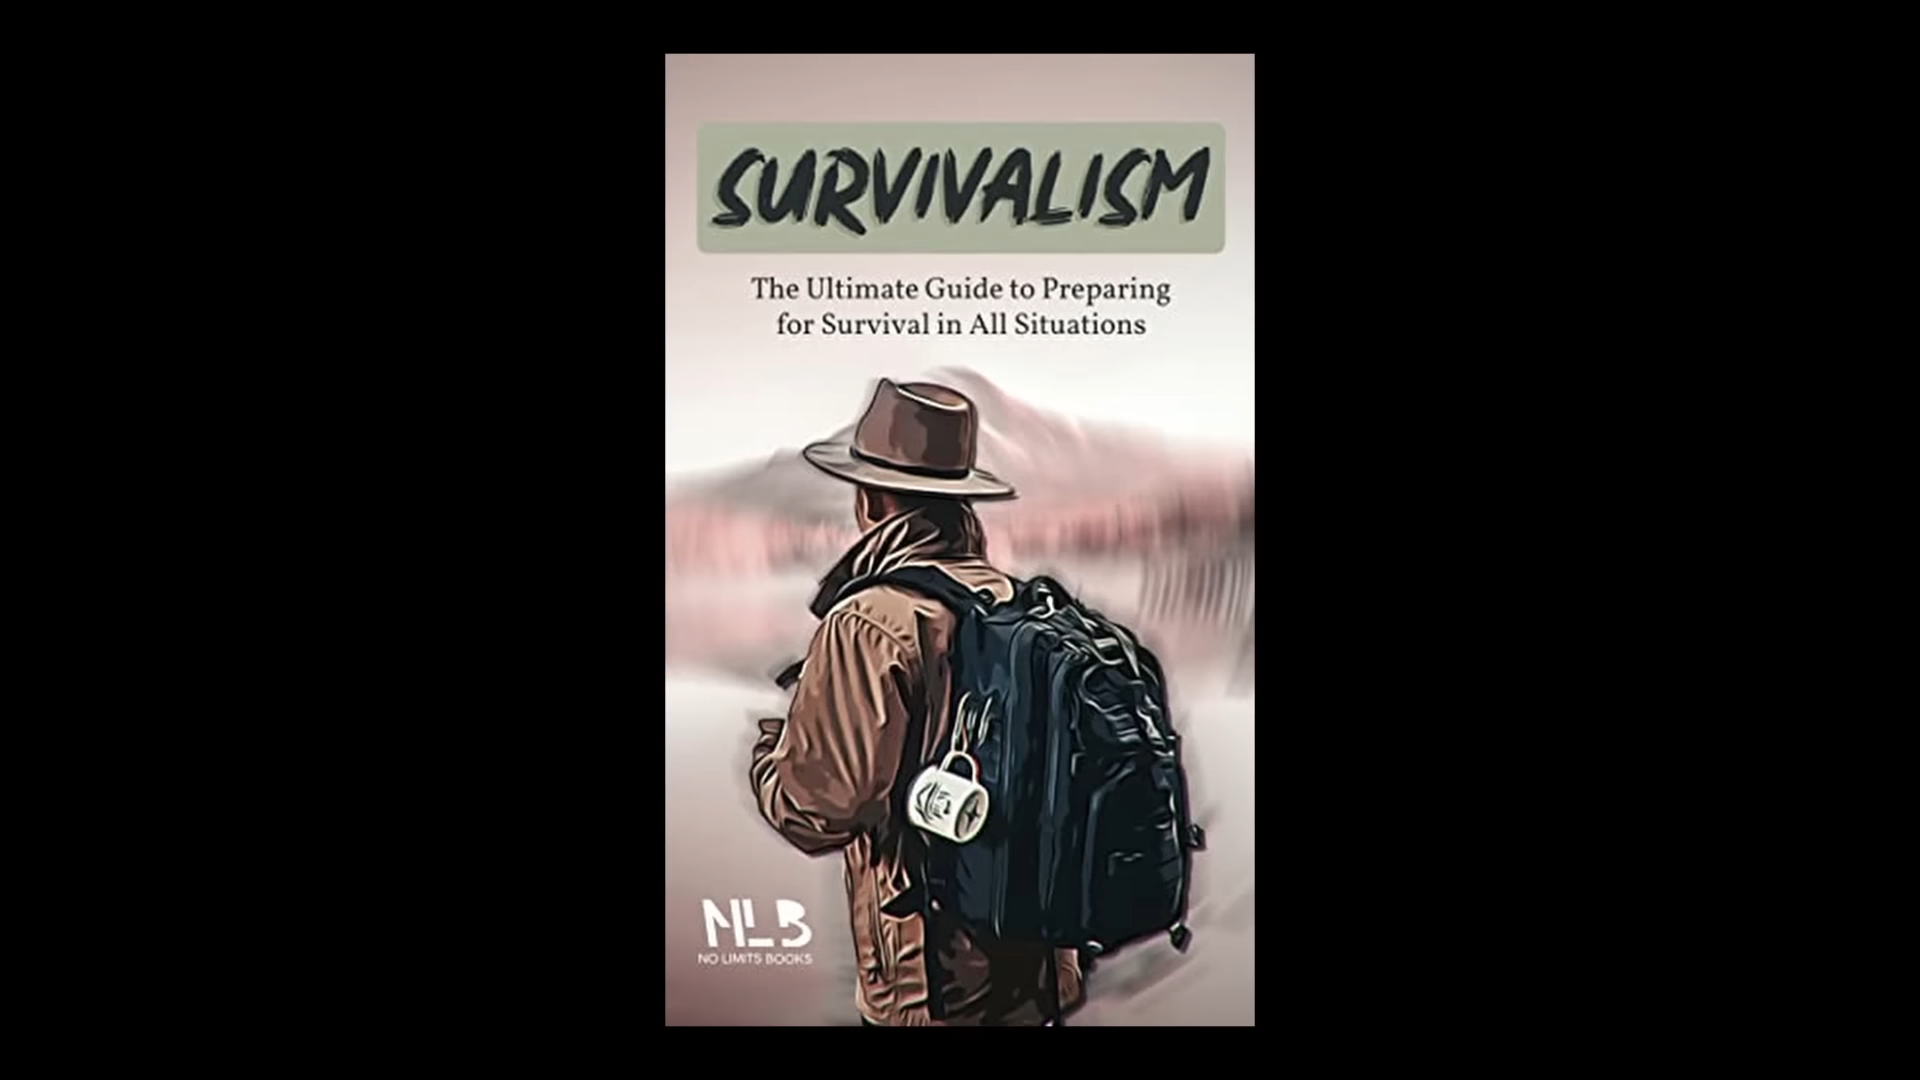 SURVIVALISM
The Ultimate Guide to Preparing
for Survival in All Situations
NLB
NO LIMITS BOOKS